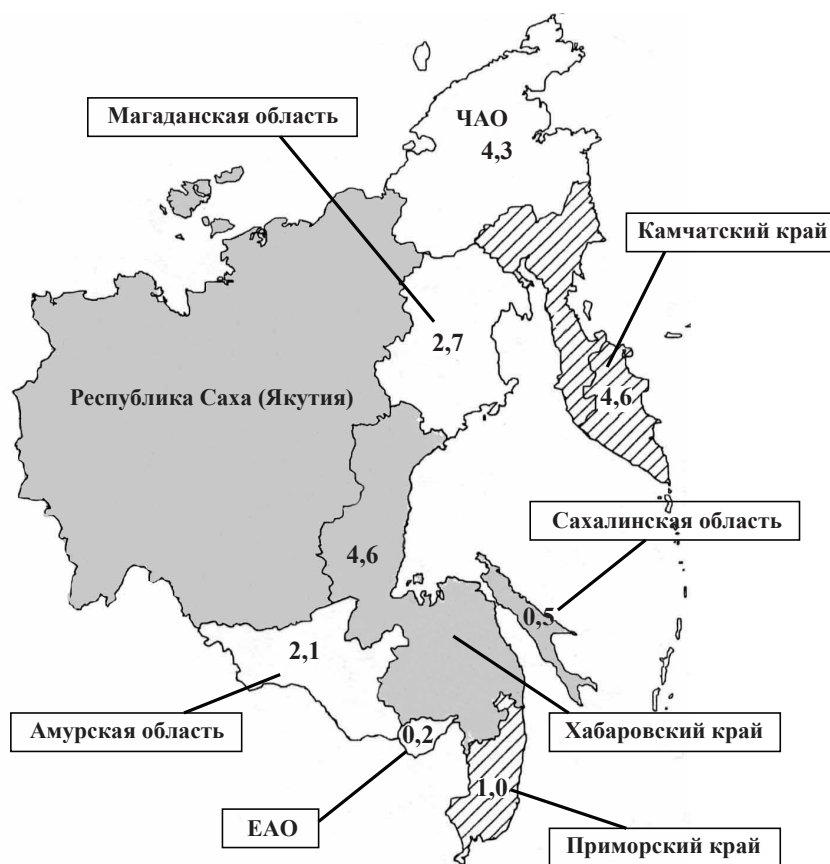 ЧАО
4,3
Магаданская область
Камчатский край
2,7
Республика Саха (Якутия)
4,6
Сахалинская область
4,6
0,5
2,1
Амурская область
0,2
Хабаровский край
1,0
ЕАО
Приморский край